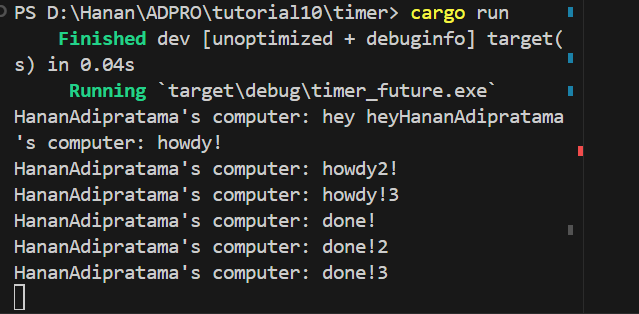 PS D:\Hanan\ADPRO\tutorial10\timer> cargo run
Finished dev [unoptimized + debuginfo] target(
s) in 0.04s
Running `target\debug\timer_future.exe`
HananAdipratama's computer: hey heyHananAdipratama
's computer: howdy!
HananAdipratama's computer: howdy2!
HananAdipratama's computer: howdy!3
HananAdipratama's computer: done!
HananAdipratama's computer: done!2
HananAdipratama's computer: done!3